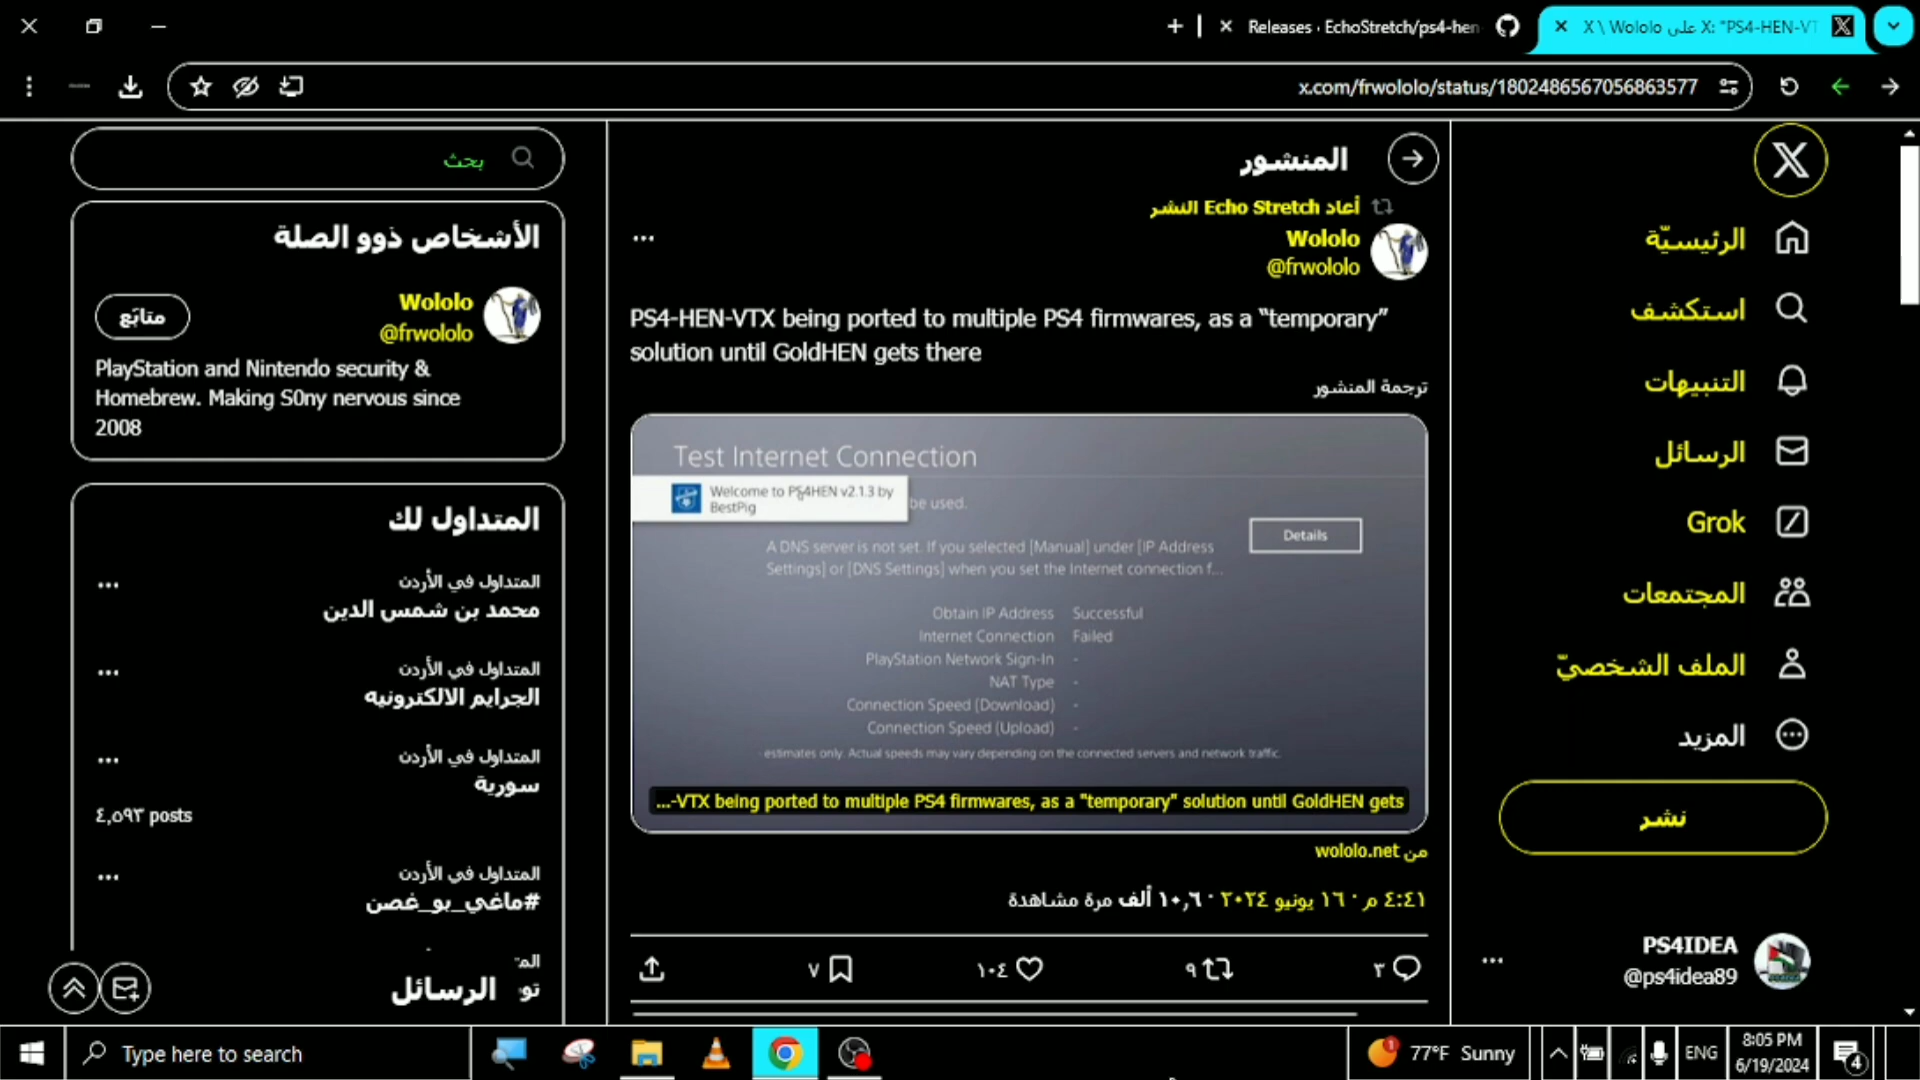 X \ Wololo على X: "PS4-HEN-VT
Releases · EchoStretch/ps4-hen
x.com/frwololo/status/1802486567056863577
الرئيسيّة
استكشف
التنبيهات
الرسائل
Grok
المجتمعات
الملف الشخصيّ
المزيد
نشر
PS4IDEA
@ps4idea89
المنشور
أعاد Echo Stretch النشر
Wololo
@frwololo
PS4-HEN-VTX being ported to multiple PS4 firmwares, as a “temporary”
solution until GoldHEN gets there
ترجمة المنشور
Test Internet Connection
Welcome to PS4HEN v2.1.3 by
BestPig
be used.
Details
A DNS server is not set. If you selected [Manual] under [IP Address
Settings] or [DNS Settings] when you set the Internet connection f...
Obtain IP Address Successful
Internet Connection Failed
PlayStation Network Sign-In -
NAT Type -
Connection Speed (Download) -
Connection Speed (Upload) -
estimates only. Actual speeds may vary depending on the connected servers and network traffic.
...-VTX being ported to multiple PS4 firmwares, as a "temporary" solution until GoldHEN gets
من wololo.net
٤:٤١ م · ١٦ يونيو ٢٠٢٤ · ١٠٫٦ ألف مرة مشاهدة
٣
٩
١٠٤
٧
بحث
الأشخاص ذوو الصلة
Wololo
@frwololo
متابَع
PlayStation and Nintendo security &
Homebrew. Making S0ny nervous since
2008
المتداول لك
المتداول في الأردن
محمد بن شمس الدين
المتداول في الأردن
الجرايم الالكترونيه
المتداول في الأردن
سورية
٤,٥٩٣ posts
المتداول في الأردن
#ماغي_بو_غصن
الرسائل
Type here to search
1
77°F Sunny
ENG
8:05 PM
6/19/2024
4